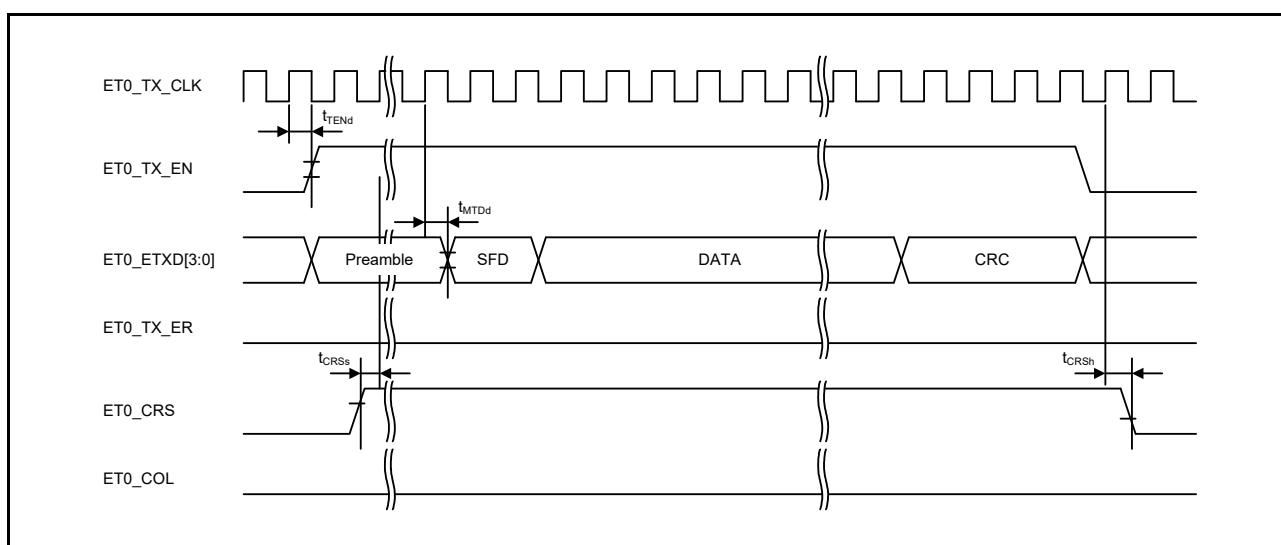 ET0_TX_CLK
tTENd
ET0_TX_EN
tMTDd
ET0_ETXD[3:0]
Preamble
SFD
DATA
CRC
ET0_TX_ER
tCRSs
tCRSh
ET0_CRS
ET0_COL